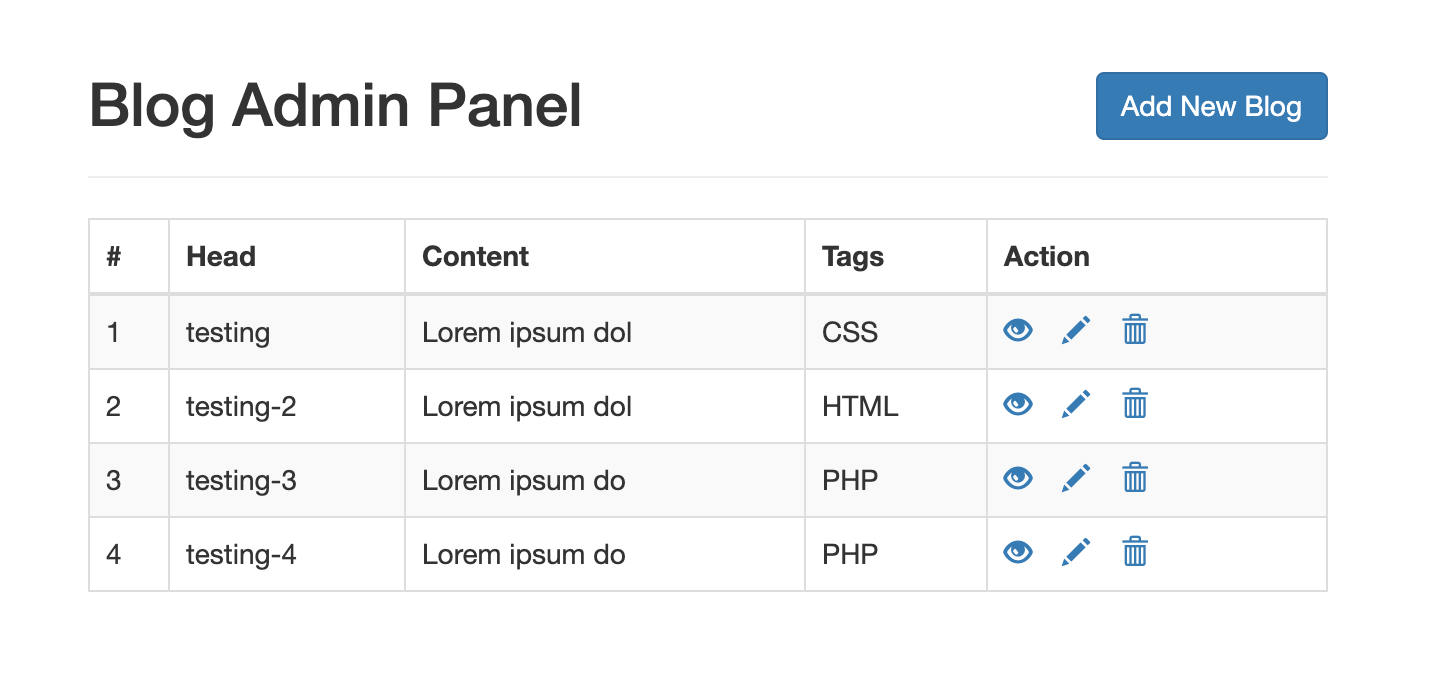 Blog Admin Panel
Add New Blog
# Head Content Tags Action
1 testing Lorem ipsum dol CSS
2 testing-2 Lorem ipsum dol HTML
3 testing-3 Lorem ipsum do PHP
4 testing-4 Lorem ipsum do PHP